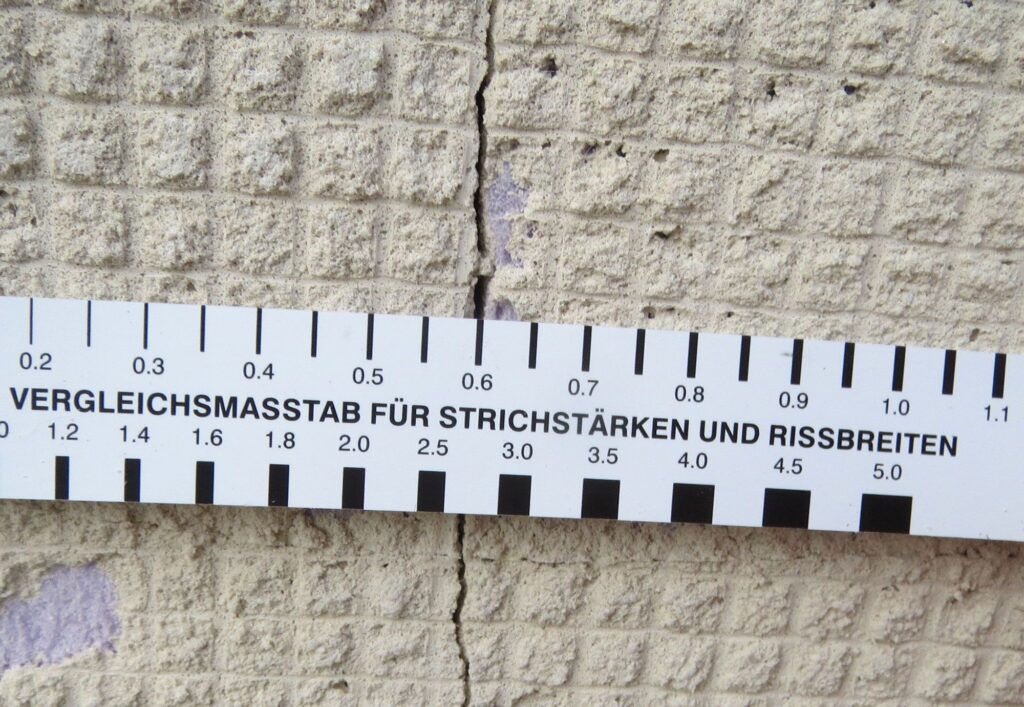 0.2 0.3 0.4 0.5 0.6 0.7 0.8 0.9 1.0 1.1
VERGLEICHSMASSTAB FÜR STRICHSTÄRKEN UND RISSBREITEN
0 1.2 1.4 1.6 1.8 2.0 2.5 3.0 3.5 4.0 4.5 5.0